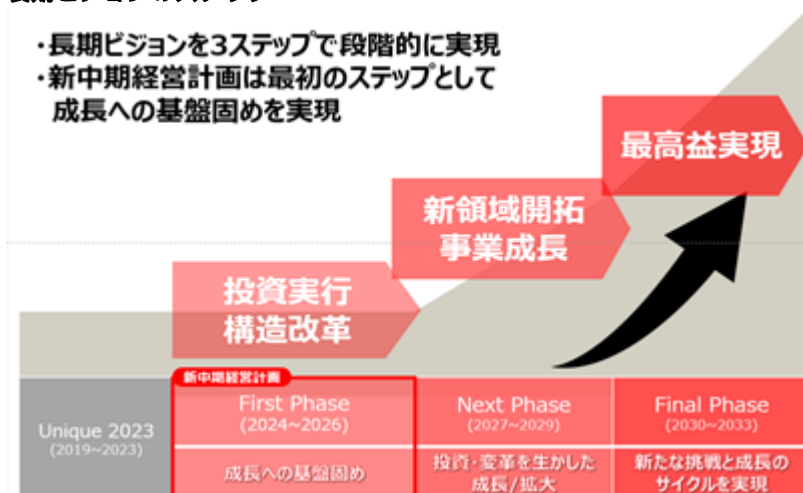 ・長期ビジョンを3ステップで段階的に実現
・新中期経営計画は最初のステップとして
成長への基盤固めを実現
最高益実現
新領域開拓
事業成長
投資実行
構造改革
新中期経営計画
Unique 2023
(2019~2023)
First Phase
(2024~2026)
成長への基盤固め
Next Phase
(2027~2029)
投資・変革を生かした
成長/拡大
Final Phase
(2030~2033)
新たな挑戦と成長の
サイクルを実現